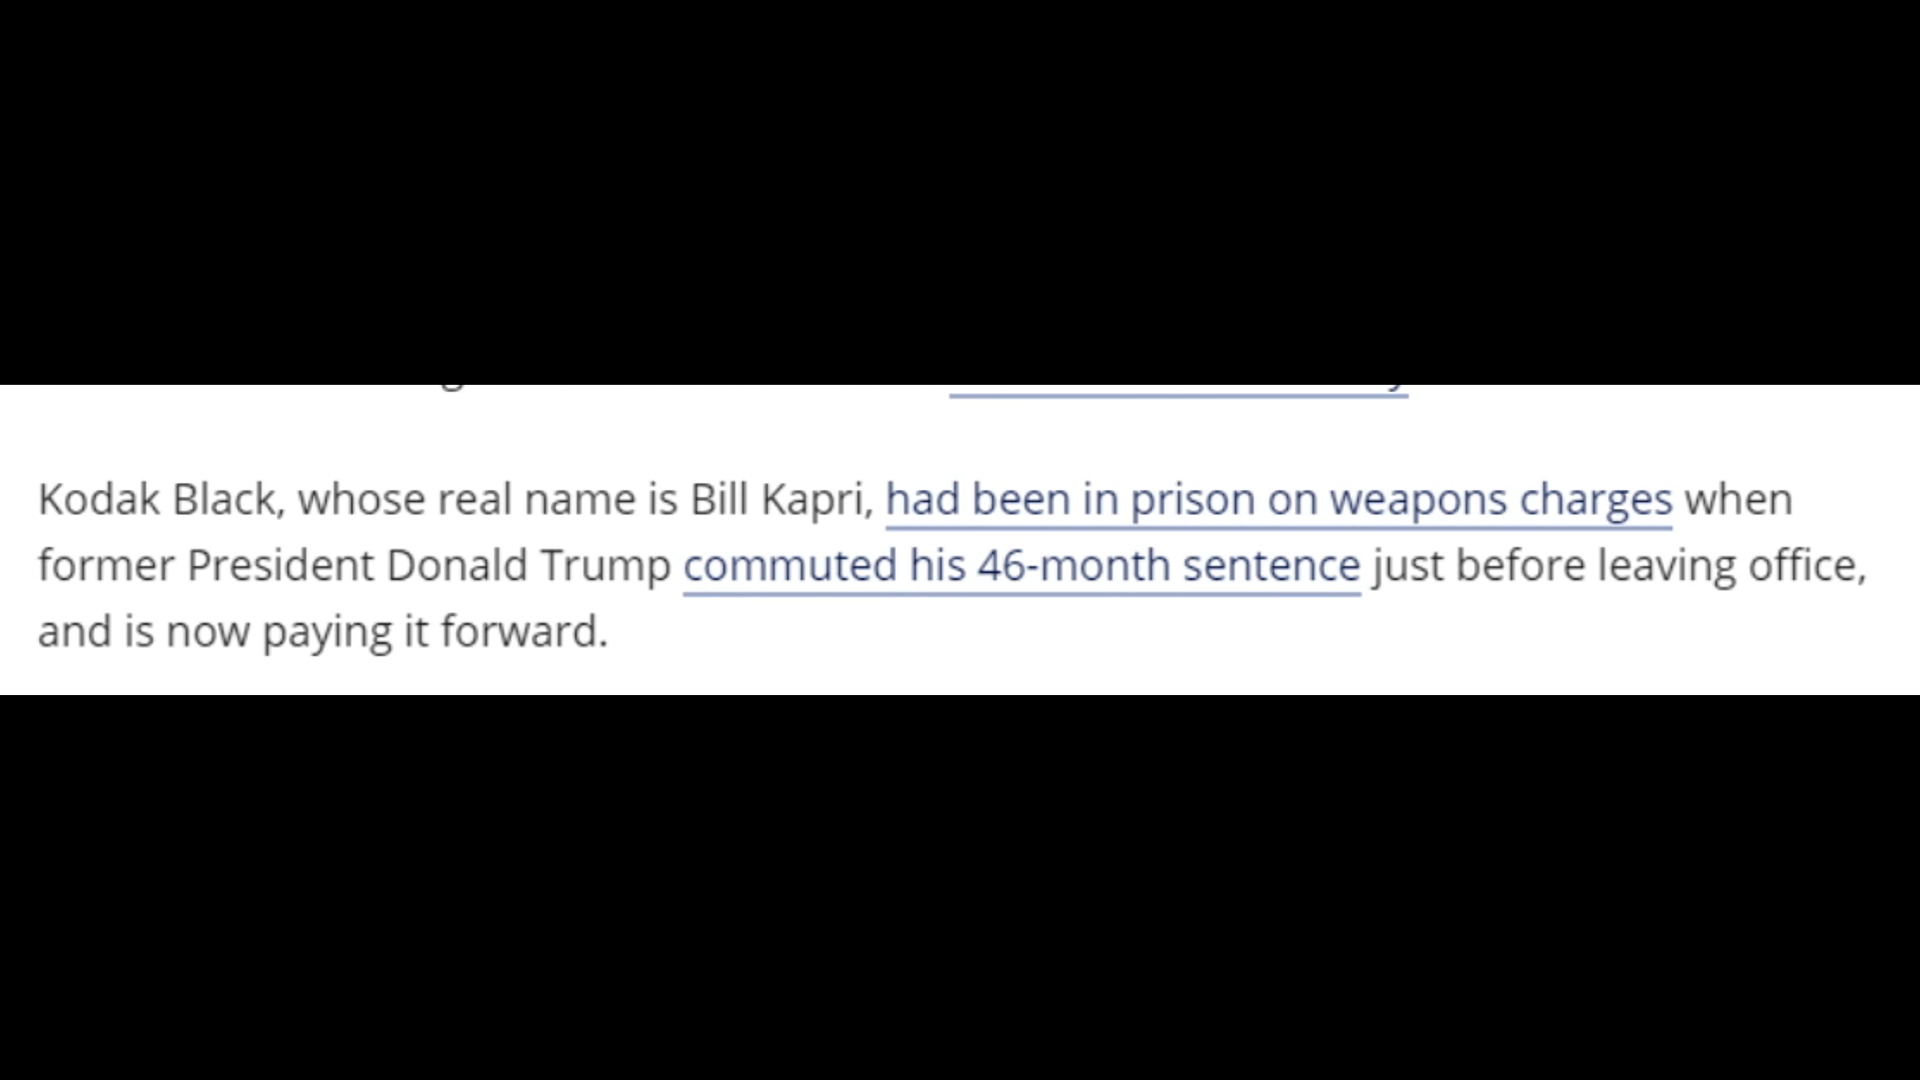 Kodak Black, whose real name is Bill Kapri, had been in prison on weapons charges when
former President Donald Trump commuted his 46-month sentence just before leaving office,
and is now paying it forward.